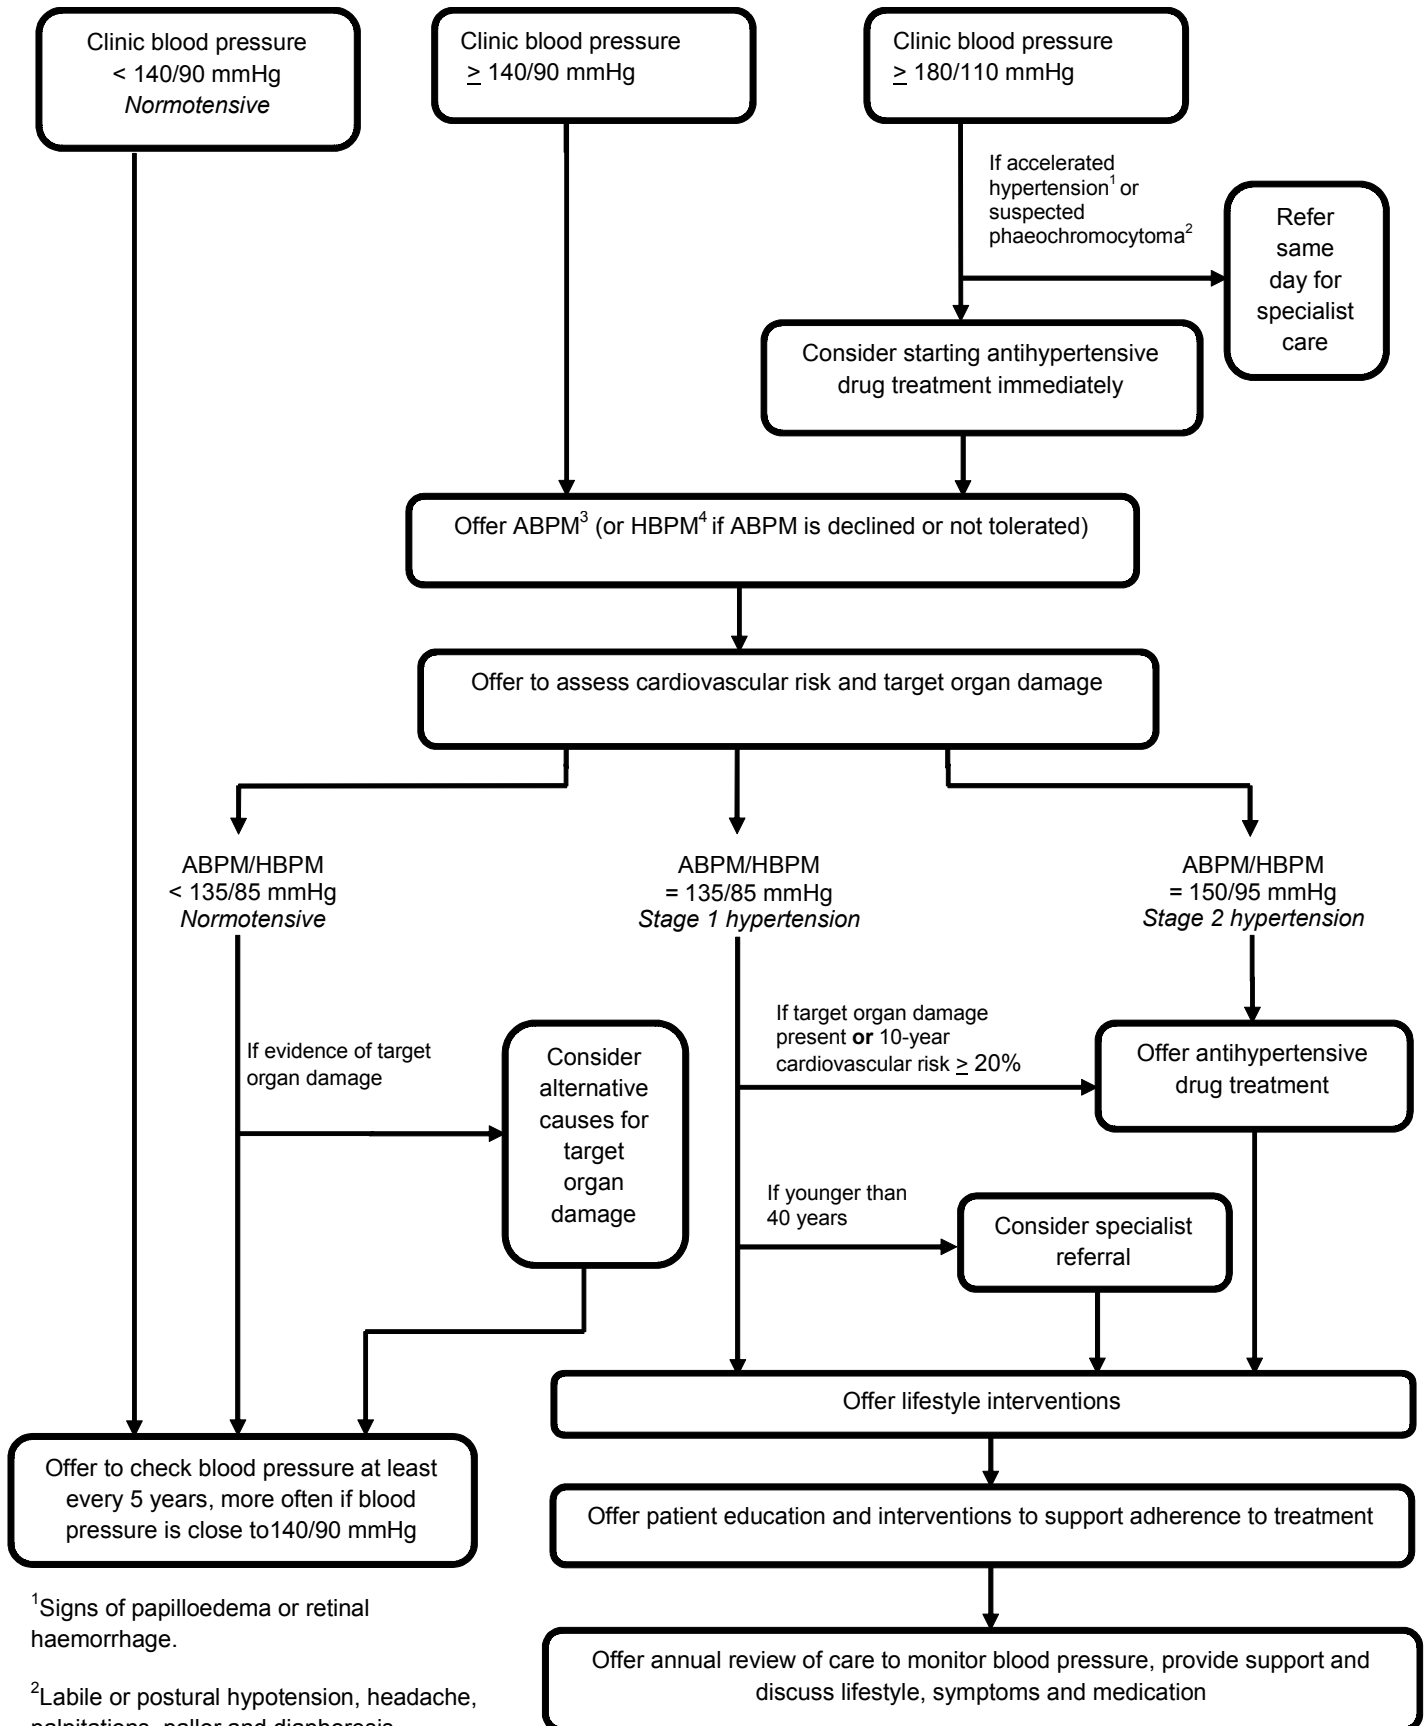 Clinic blood pressure
< 140/90 mmHg
Normotensive
Clinic blood pressure
≥ 140/90 mmHg
Clinic blood pressure
≥ 180/110 mmHg
If accelerated
hypertension¹ or
suspected
phaeochromocytoma²
Refer
same
day for
specialist
care
Consider starting antihypertensive
drug treatment immediately
Offer ABPM³ (or HBPM⁴ if ABPM is declined or not tolerated)
Offer to assess cardiovascular risk and target organ damage
ABPM/HBPM
< 135/85 mmHg
Normotensive
ABPM/HBPM
= 135/85 mmHg
Stage 1 hypertension
ABPM/HBPM
= 150/95 mmHg
Stage 2 hypertension
If evidence of target
organ damage
Consider
alternative
causes for
target
organ
damage
If target organ damage
present or 10-year
cardiovascular risk ≥ 20%
Offer antihypertensive
drug treatment
If younger than
40 years
Consider specialist
referral
Offer lifestyle interventions
Offer to check blood pressure at least
every 5 years, more often if blood
pressure is close to140/90 mmHg
Offer patient education and interventions to support adherence to treatment
Offer annual review of care to monitor blood pressure, provide support and
discuss lifestyle, symptoms and medication
¹Signs of papilloedema or retinal
haemorrhage.
²Labile or postural hypotension, headache,
palpitations, pallor and diaphoresis